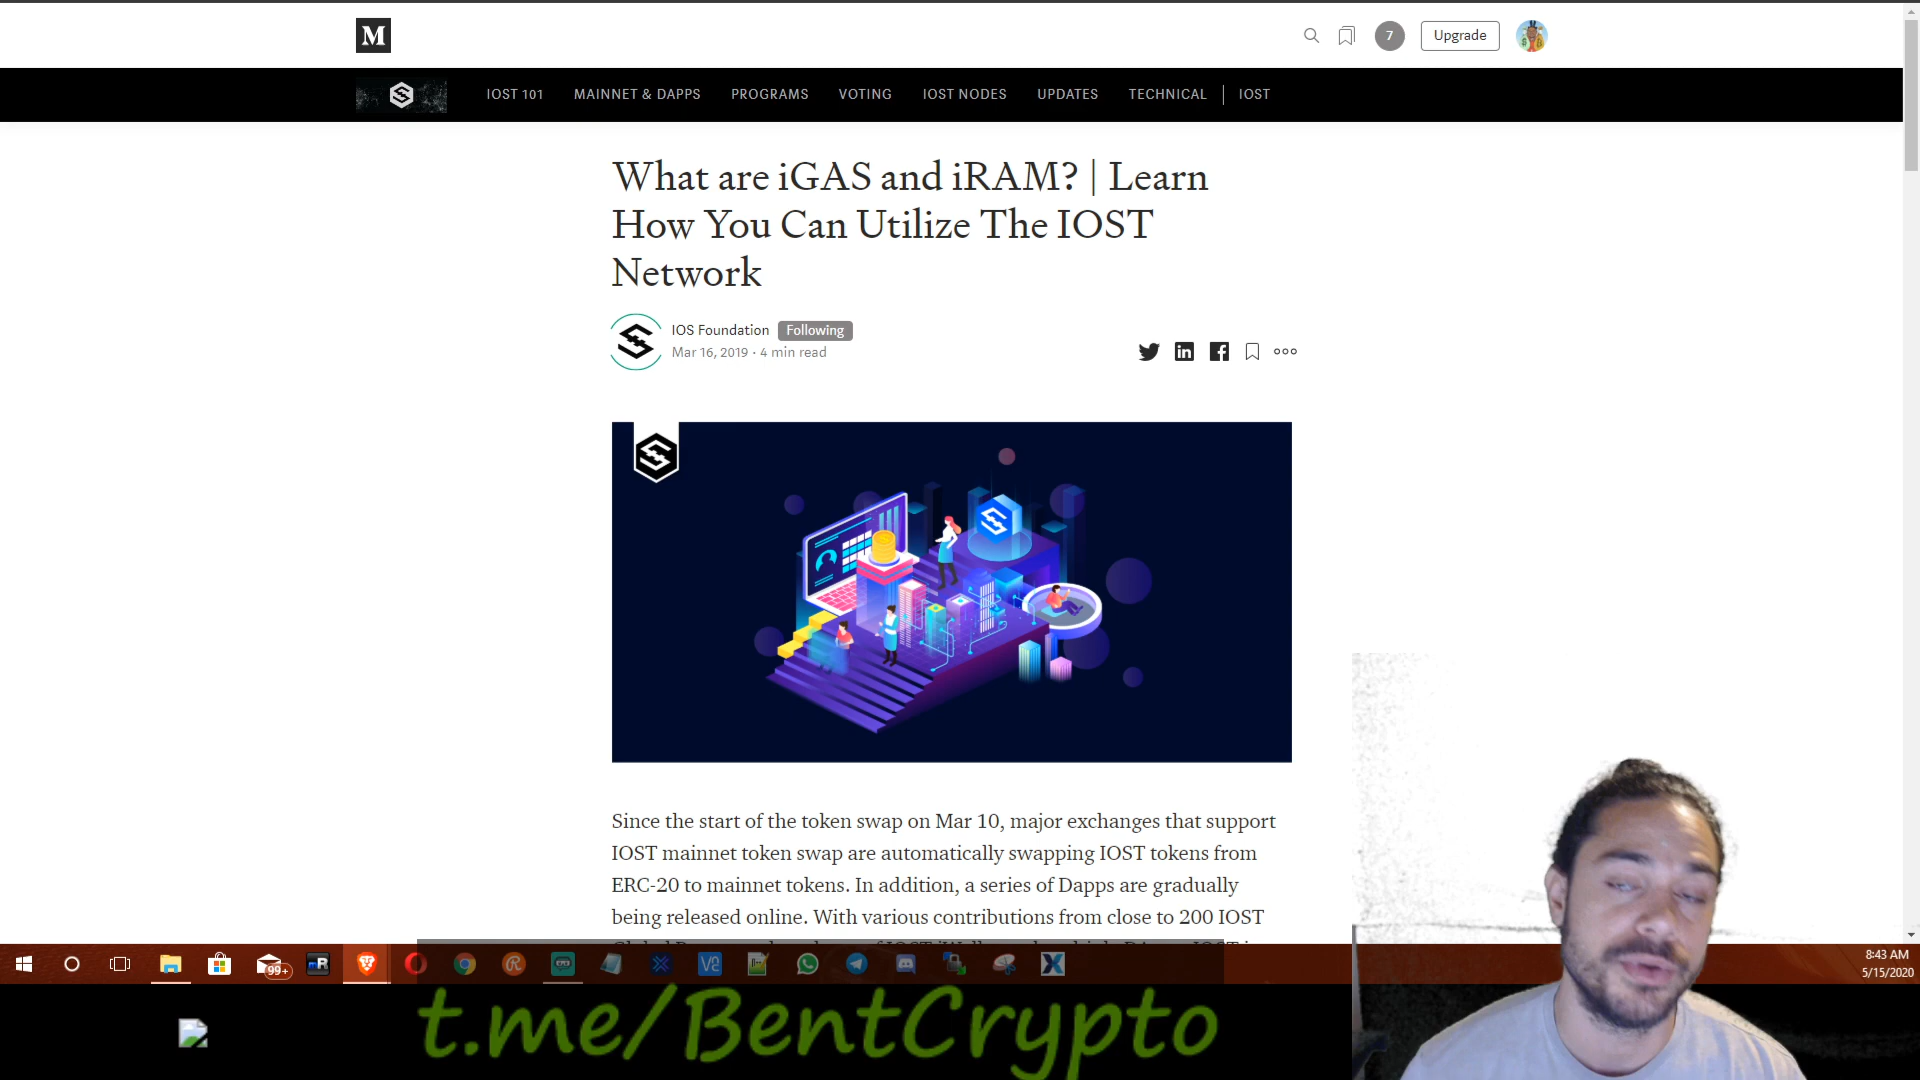 M
7
Upgrade
IOST 101
MAINNET & DAPPS
PROGRAMS
VOTING
IOST NODES
UPDATES
TECHNICAL
IOST
What are iGAS and iRAM? | Learn
How You Can Utilize The IOST
Network
IOS Foundation
Following
Mar 16, 2019 · 4 min read
Since the start of the token swap on Mar 10, major exchanges that support
IOST mainnet token swap are automatically swapping IOST tokens from
ERC-20 to mainnet tokens. In addition, a series of Dapps are gradually
being released online. With various contributions from close to 200 IOST
99+
8:43 AM
5/15/2020
t.me/BentCrypto